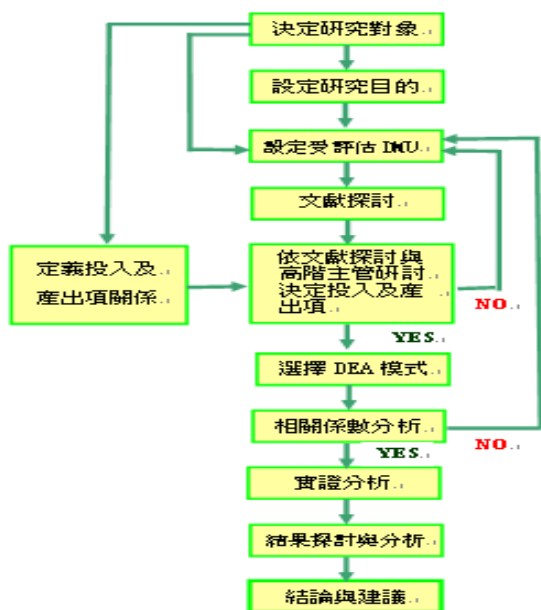 決定研究對象
設定研究目的
設定受評估 DMU
文獻探討
定義投入及
產出項關係
依文獻探討與
高階主管研討
決定投入及產
出項
NO
YES
選擇 DEA 模式
相關係數分析
NO
YES
實證分析
結果探討與分析
結論與建議